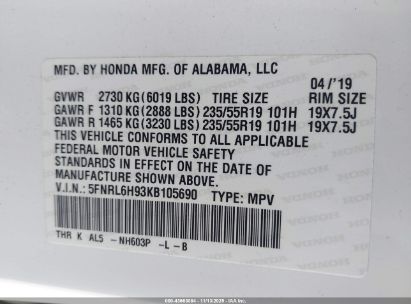 MFD. BY HONDA MFG. OF ALABAMA, LLC
04 /'19
GVWR 2730 KG (6019 LBS) TIRE SIZE RIM SIZE
GAWR F 1310 KG (2888 LBS) 235/55R19 101H 19X7.5J
GAWR R 1465 KG (3230 LBS) 235/55R19 101H 19X7.5J
THIS VEHICLE CONFORMS TO ALL APPLICABLE
FEDERAL MOTOR VEHICLE SAFETY
STANDARDS IN EFFECT ON THE DATE OF
MANUFACTURE SHOWN ABOVE.
V.I.N.: 5FNRL6H93KB105690 TYPE: MPV
THR K AL5 - NH603P -L -B